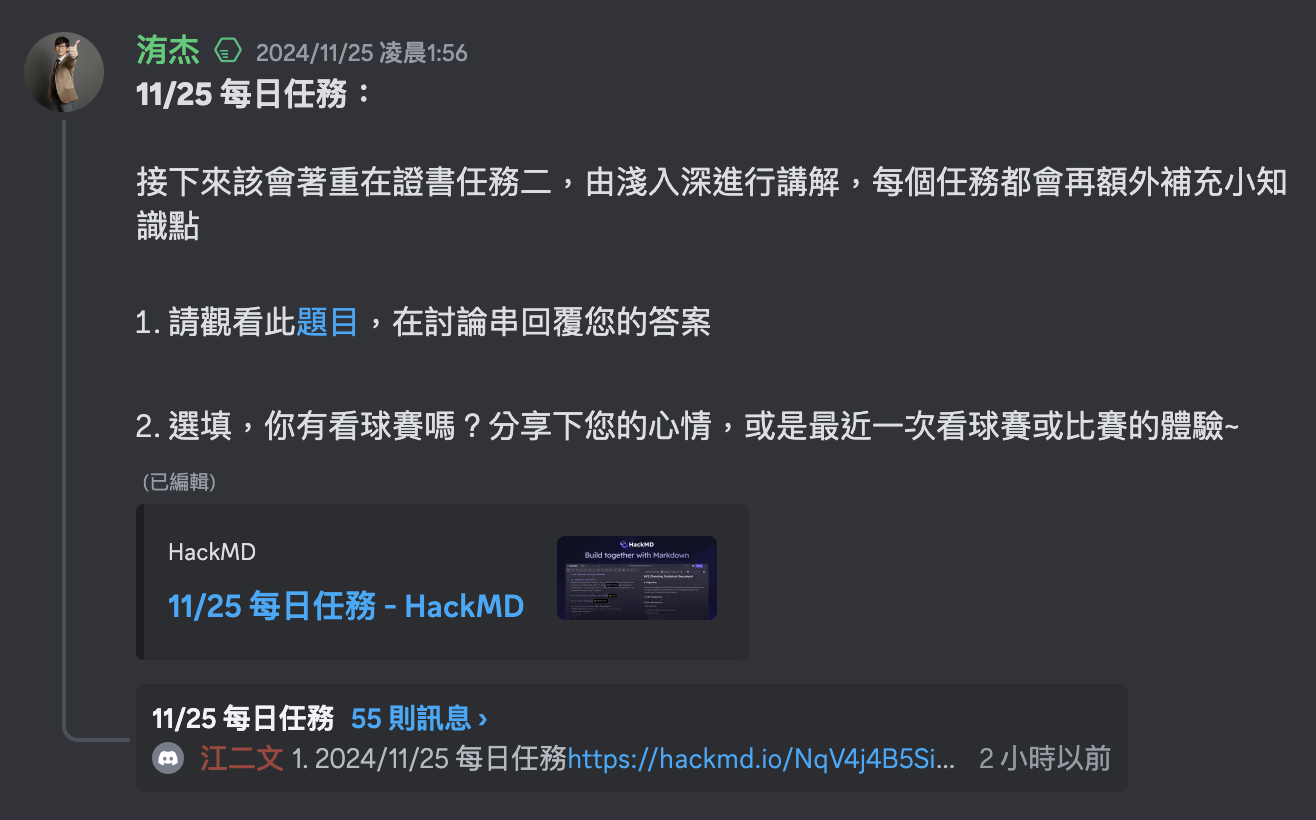 洧杰 2024/11/25 凌晨1:56
11/25 每日任務：
接下來該會著重在證書任務二，由淺入深進行講解，每個任務都會再額外補充小知
識點
1. 請觀看此題目，在討論串回覆您的答案
2. 選填，你有看球賽嗎？分享下您的心情，或是最近一次看球賽或比賽的體驗~
(已編輯)
HackMD
11/25 每日任務 - HackMD
HackMD
Build together with Markdown
11/25 每日任務 55 則訊息 ›
江二文 1. 2024/11/25 每日任務https://hackmd.io/NqV4j4B5Si... 2 小時以前